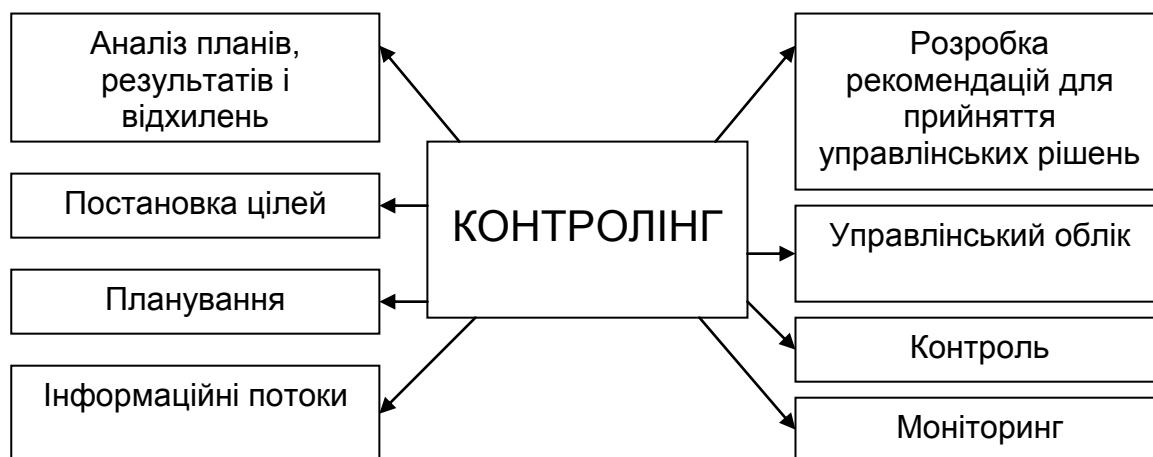 Аналіз планів,
результатів і
відхилень
Постановка цілей
Планування
Інформаційні потоки
КОНТРОЛІНГ
Розробка
рекомендацій для
прийняття
управлінських рішень
Управлінський облік
Контроль
Моніторинг